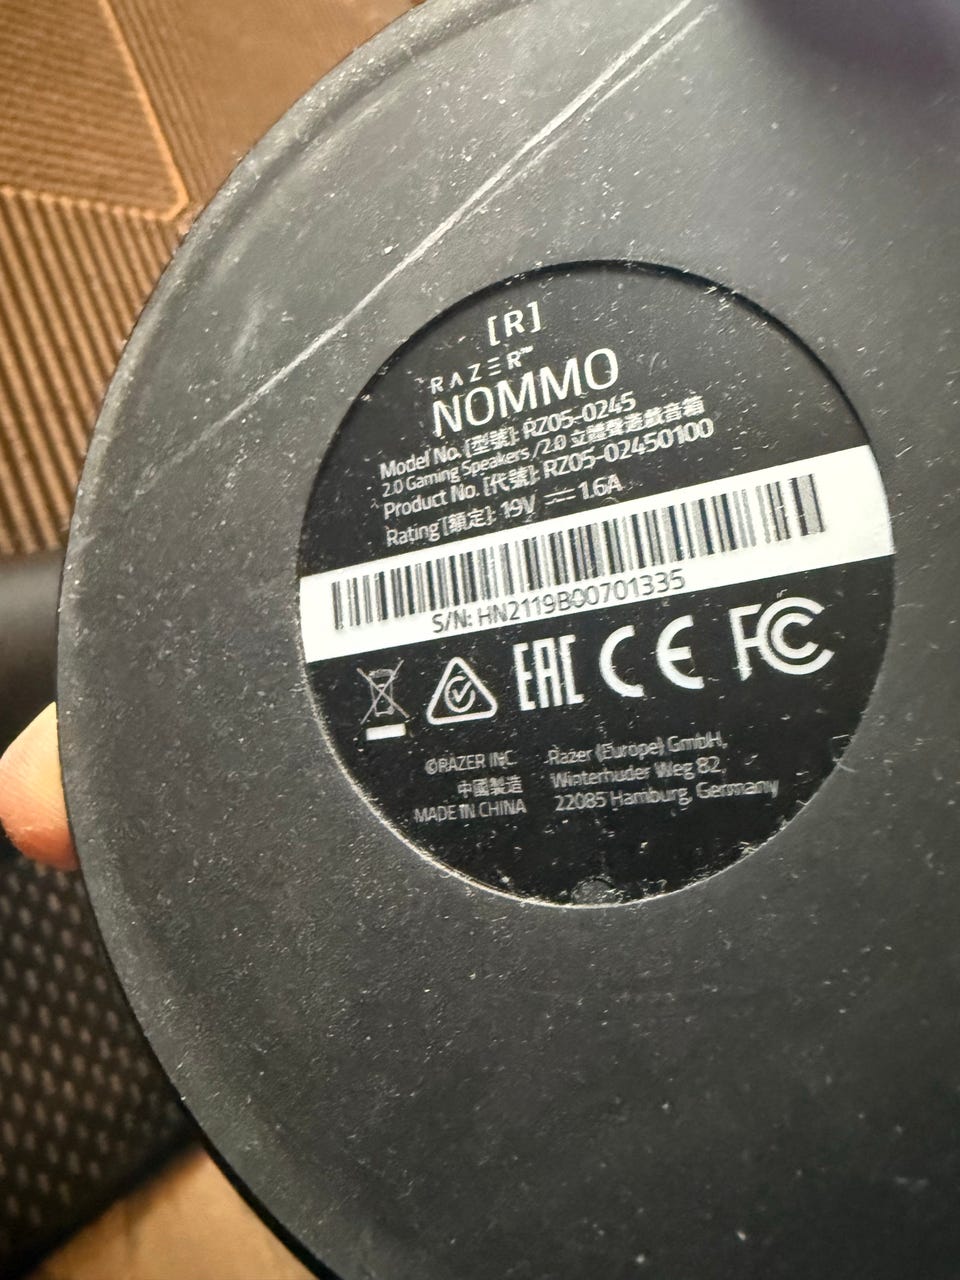 [R]
RAZER™
NOMMO
Model No. [型號]: RZ05-0245
2.0 Gaming Speakers / 2.0 立體聲遊戲音箱
Product No. [代號]: RZ05-02450100
Rating [額定]: 19V ⎓ 1.6A
S/N: HN2119B00701335
EAC CE FC
©RAZER INC.
中國製造
MADE IN CHINA
Razer (Europe) GmbH,
Winterhuder Weg 82,
22085 Hamburg, Germany